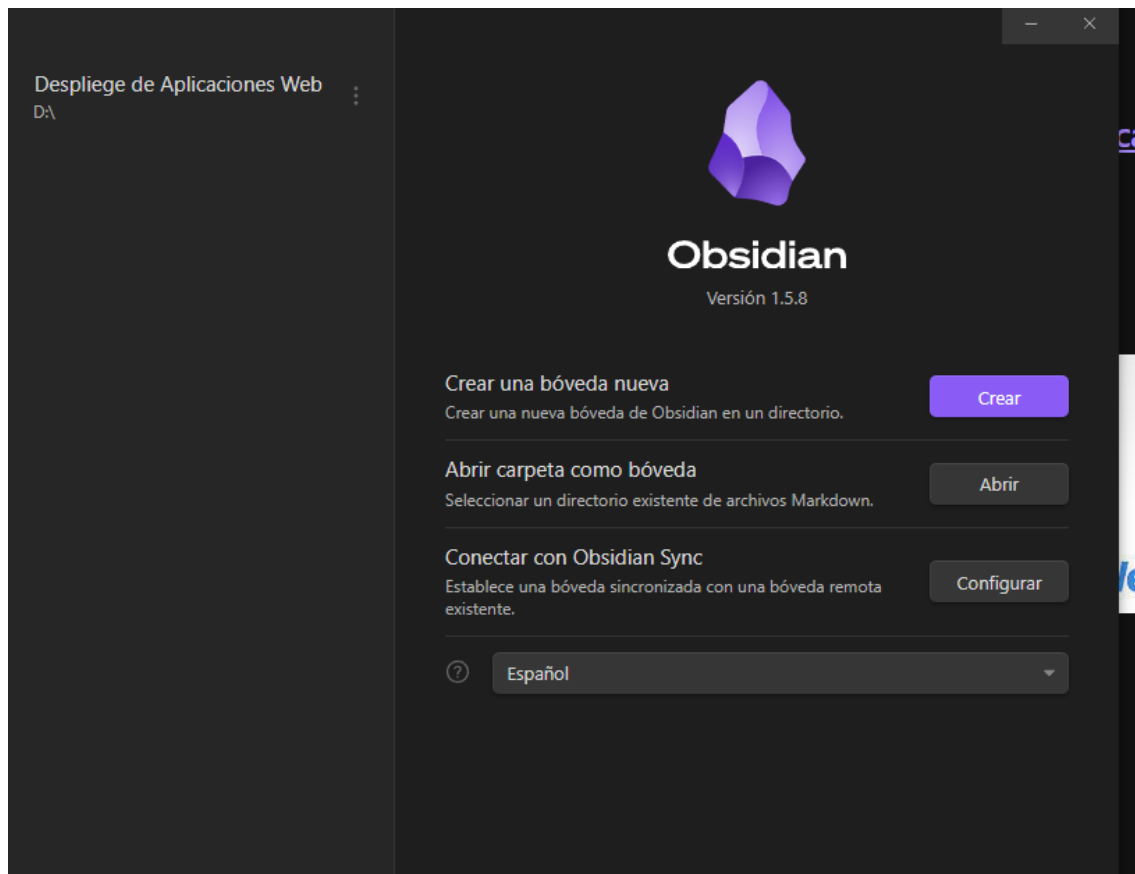 Despliege de Aplicaciones Web
D:\
Obsidian
Versión 1.5.8
Crear una bóveda nueva
Crear una nueva bóveda de Obsidian en un directorio.
Crear
Abrir carpeta como bóveda
Seleccionar un directorio existente de archivos Markdown.
Abrir
Conectar con Obsidian Sync
Establece una bóveda sincronizada con una bóveda remota
existente.
Configurar
Español